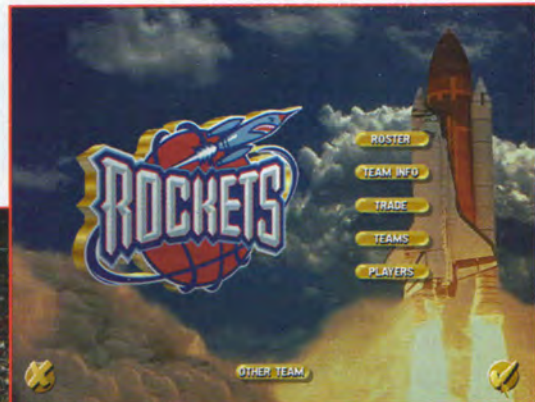 ROCKETS
ROSTER
TEAM INFO
TRADE
TEAMS
PLAYERS
OTHER TEAM